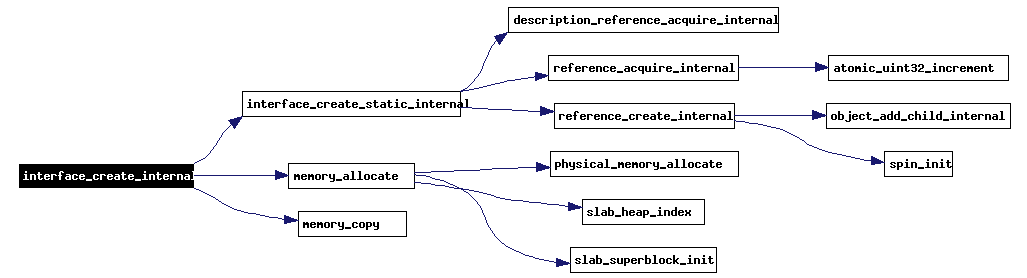 description_reference_acquire_internal
reference_acquire_internal
atomic_uint32_increment
interface_create_static_internal
reference_create_internal
object_add_child_internal
spin_init
interface_create_internal
memory_allocate
physical_memory_allocate
memory_copy
slab_heap_index
slab_superblock_init